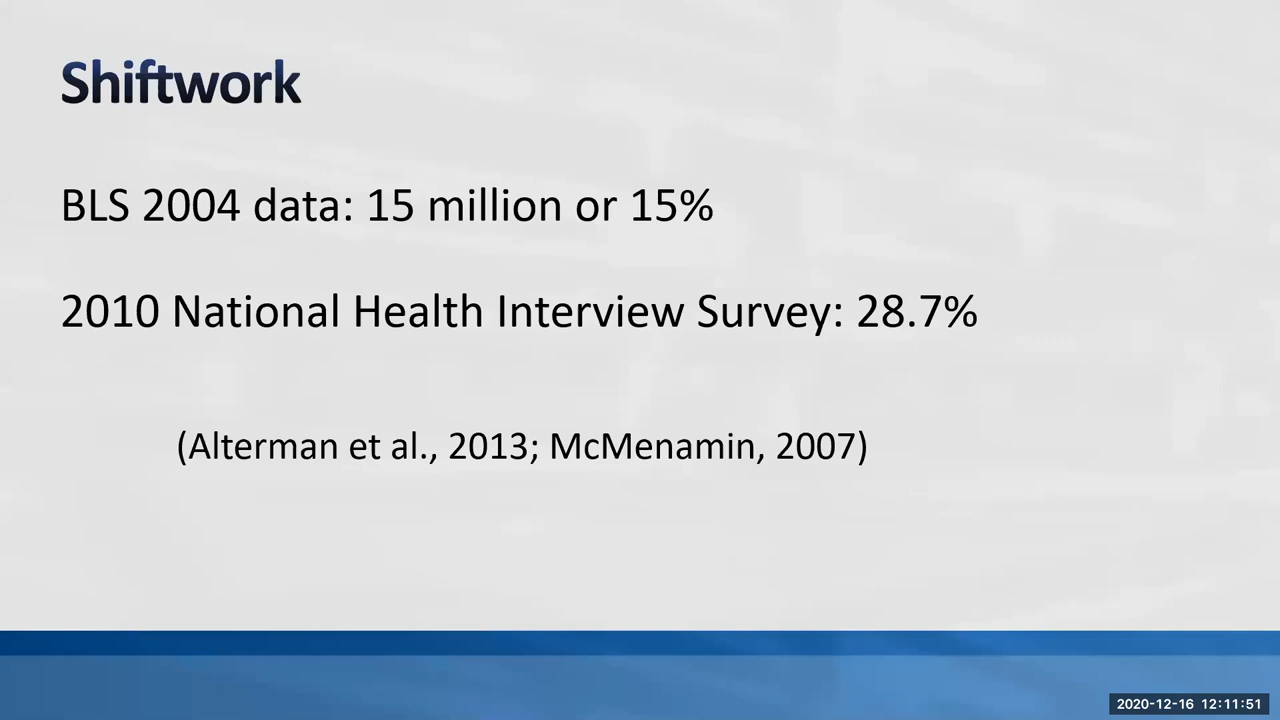 Shiftwork
BLS 2004 data: 15 million or 15%
2010 National Health Interview Survey: 28.7%
(Alterman et al., 2013; McMenamin, 2007)
2020-12-16 12:11:51